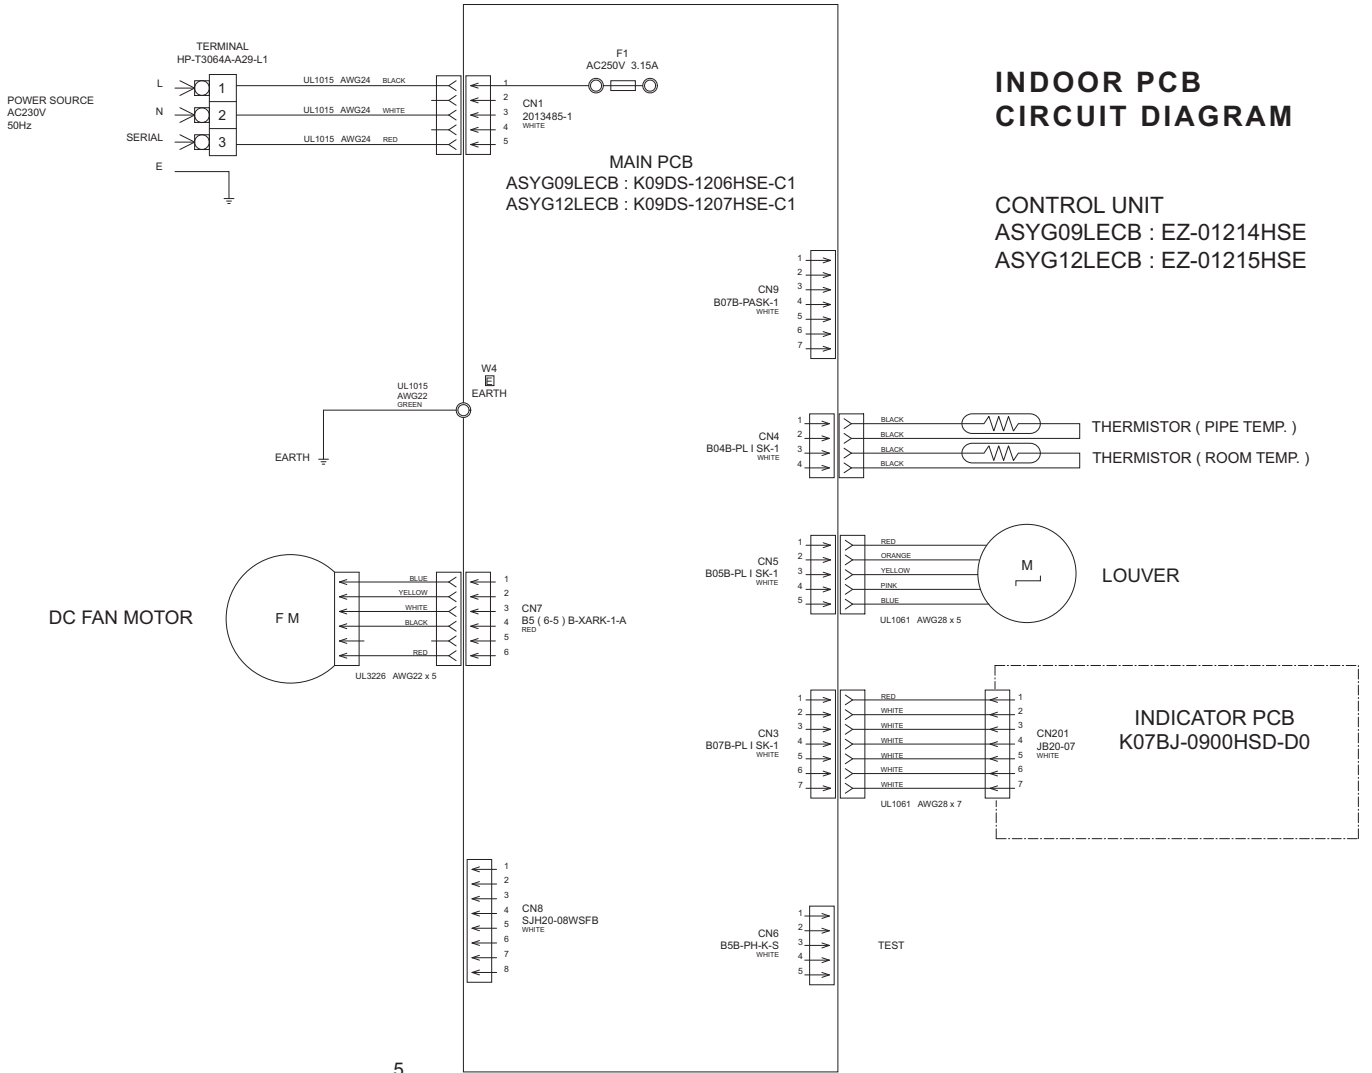 INDOOR PCB
CIRCUIT DIAGRAM
CONTROL UNIT
ASYG09LECB : EZ-01214HSE
ASYG12LECB : EZ-01215HSE
TERMINAL
HP-T3064A-A29-L1
POWER SOURCE
AC230V
50Hz
L
N
SERIAL
E
1
2
3
UL1015 AWG24 BLACK
UL1015 AWG24 WHITE
UL1015 AWG24 RED
1
2
3
4
5
CN1
2013485-1
WHITE
F1
AC250V 3.15A
MAIN PCB
ASYG09LECB : K09DS-1206HSE-C1
ASYG12LECB : K09DS-1207HSE-C1
CN9
B07B-PASK-1
WHITE
1
2
3
4
5
6
7
W4
E
EARTH
UL1015
AWG22
GREEN
EARTH
CN4
B04B-PL I SK-1
WHITE
1
2
3
4
BLACK
BLACK
BLACK
BLACK
THERMISTOR ( PIPE TEMP. )
THERMISTOR ( ROOM TEMP. )
CN5
B05B-PL I SK-1
WHITE
1
2
3
4
5
RED
ORANGE
YELLOW
PINK
BLUE
UL1061 AWG28 x 5
M
LOUVER
DC FAN MOTOR
F M
BLUE
YELLOW
WHITE
BLACK
RED
UL3226 AWG22 x 5
1
2
3
4
5
6
CN7
B5 ( 6-5 ) B-XARK-1-A
RED
CN3
B07B-PL I SK-1
WHITE
1
2
3
4
5
6
7
RED
WHITE
WHITE
WHITE
WHITE
WHITE
WHITE
UL1061 AWG28 x 7
1
2
3
4
5
6
7
CN201
JB20-07
WHITE
INDICATOR PCB
K07BJ-0900HSD-D0
1
2
3
4
5
6
7
8
CN8
SJH20-08WSFB
WHITE
CN6
B5B-PH-K-S
WHITE
1
2
3
4
5
TEST
5